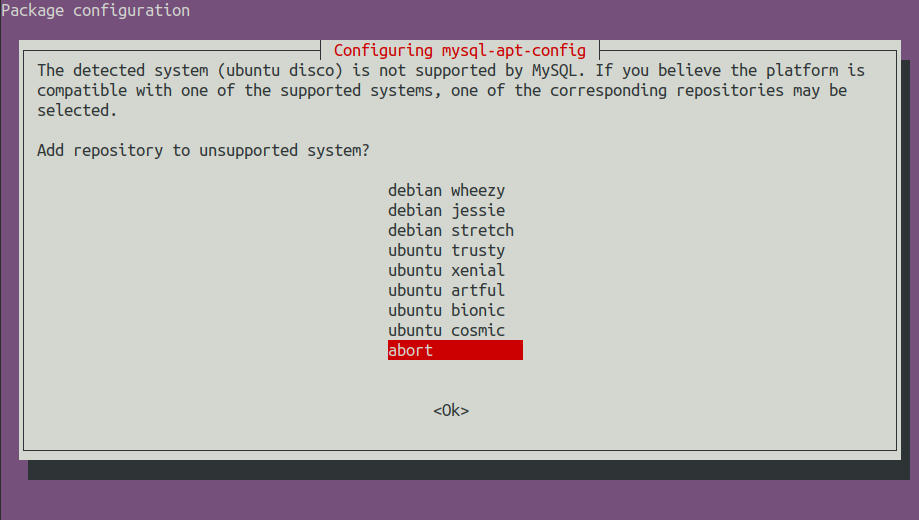 Package configuration
Configuring mysql-apt-config
The detected system (ubuntu disco) is not supported by MySQL. If you believe the platform is
compatible with one of the supported systems, one of the corresponding repositories may be
selected.
Add repository to unsupported system?
debian wheezy
debian jessie
debian stretch
ubuntu trusty
ubuntu xenial
ubuntu artful
ubuntu bionic
ubuntu cosmic
abort
<Ok>